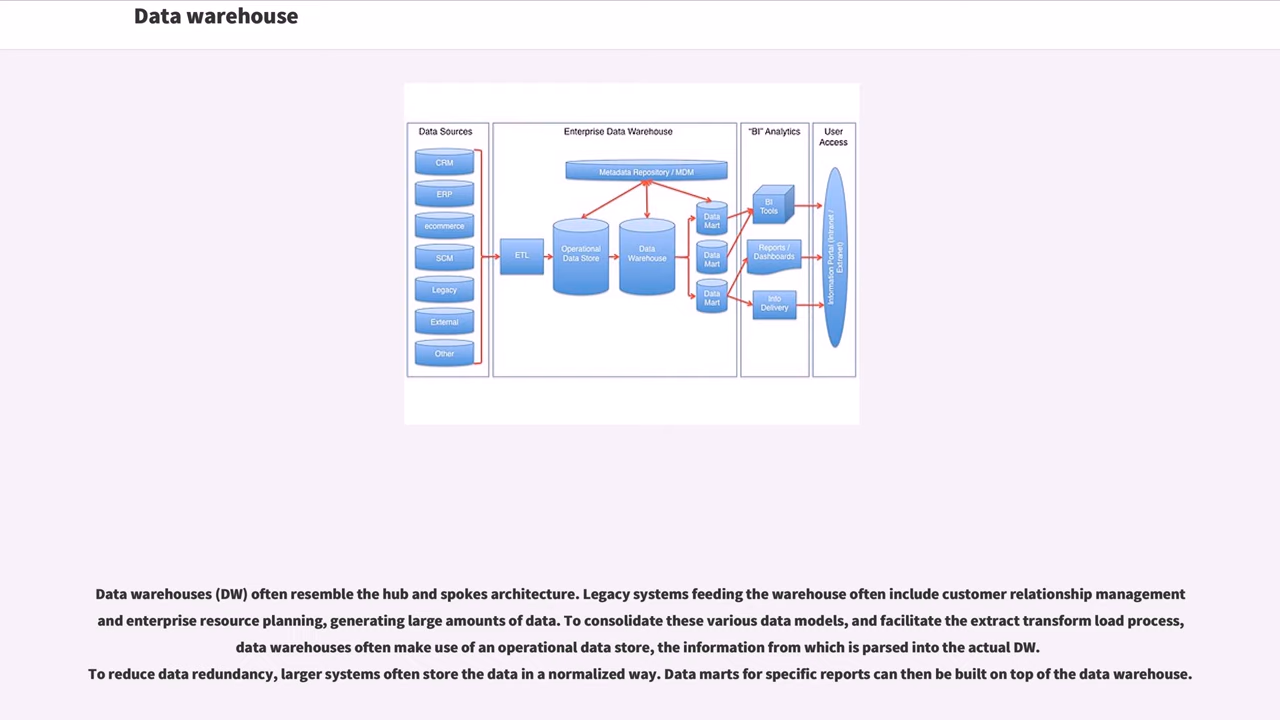 Data warehouse
Data Sources
CRM
ERP
ecommerce
SCM
Legacy
External
Other
Enterprise Data Warehouse
Metadata Repository / MDM
ETL
Operational
Data Store
Data
Warehouse
Data
Mart
Data
Mart
Data
Mart
"BI" Analytics
BI
Tools
Reports /
Dashboards
Info
Delivery
User
Access
Information Portal (Intranet /
Extranet)
Data warehouses (DW) often resemble the hub and spokes architecture. Legacy systems feeding the warehouse often include customer relationship management
and enterprise resource planning, generating large amounts of data. To consolidate these various data models, and facilitate the extract transform load process,
data warehouses often make use of an operational data store, the information from which is parsed into the actual DW.
To reduce data redundancy, larger systems often store the data in a normalized way. Data marts for specific reports can then be built on top of the data warehouse.